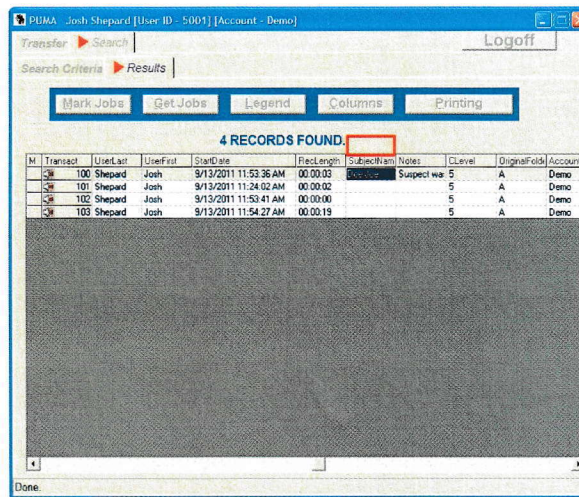 PUMA Josh Shepard [User ID - 5001] [Account - Demo]
Transfer Search Logoff
Search Criteria Results
Mark Jobs Get Jobs Legend Columns Printing
4 RECORDS FOUND.
M Transact UserLast UserFirst StartDate RecLength SubjectNam Notes CLevel OriginalFolde Accoun
100 Shepard Josh 9/13/2011 11:53:36 AM 00:00:03 Suspect wa 5 A Demo
101 Shepard Josh 9/13/2011 11:24:02 AM 00:00:02 5 A Demo
102 Shepard Josh 9/13/2011 11:53:41 AM 00:00:00 5 A Demo
103 Shepard Josh 9/13/2011 11:54:27 AM 00:00:19 5 A Demo
Done.